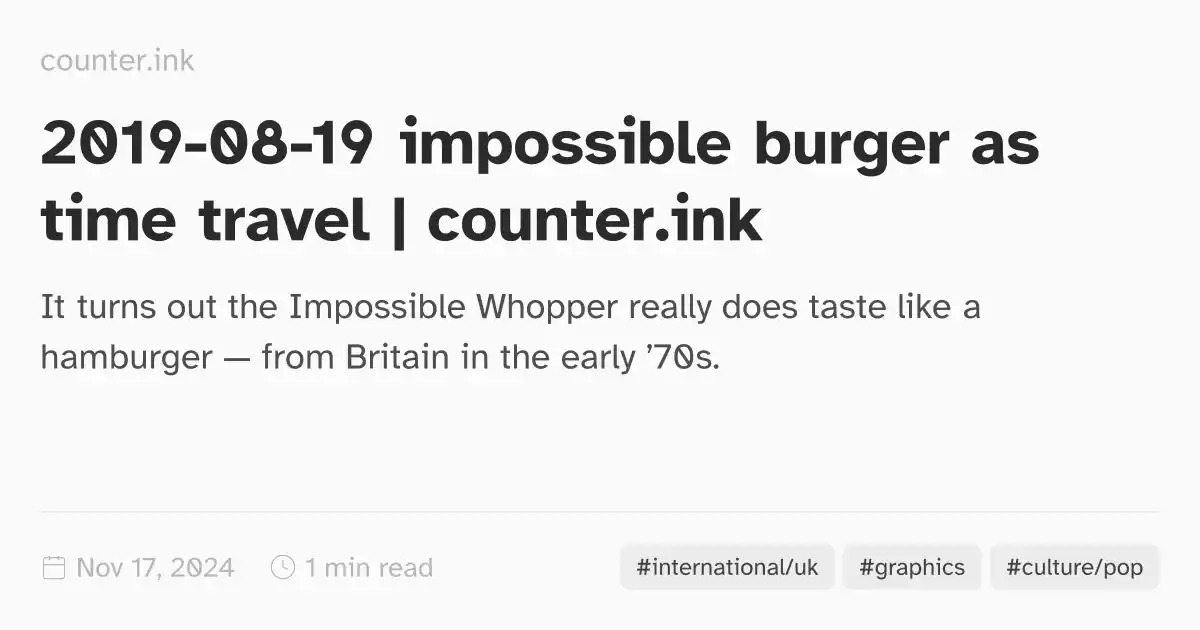 counter.ink
2019-08-19 impossible burger as
time travel | counter.ink
It turns out the Impossible Whopper really does taste like a
hamburger — from Britain in the early ’70s.
Nov 17, 2024 1 min read #international/uk #graphics #culture/pop